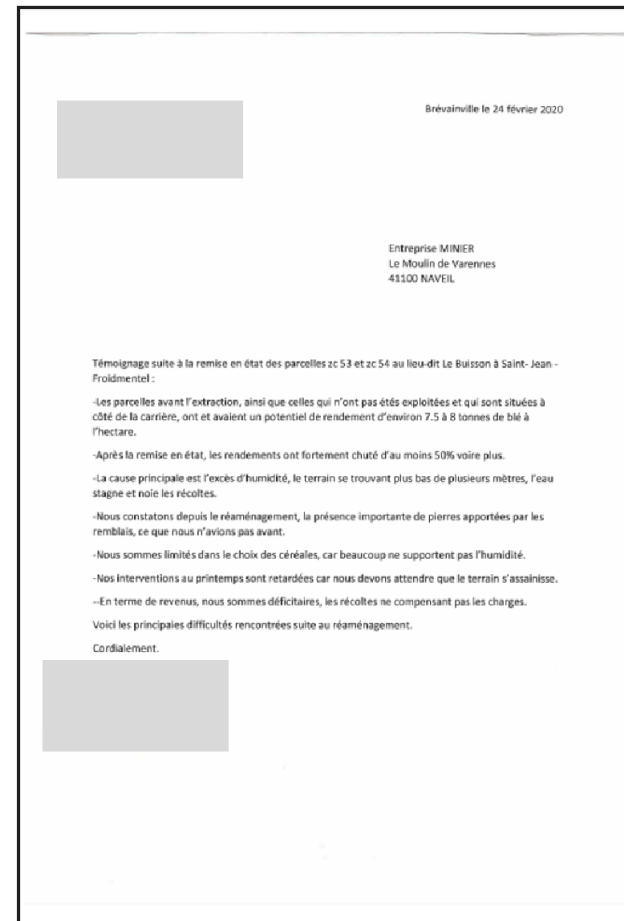 Brévainville le 24 février 2020
Entreprise MINIER
Le Moulin de Varennes
41100 NAVEIL
Témoignage suite à la remise en état des parcelles zc 53 et zc 54 au lieu-dit Le Buisson à Saint- Jean -
Froidmentel :
-Les parcelles avant l'extraction, ainsi que celles qui n'ont pas étés exploitées et qui sont situées à
côté de la carrière, ont et avaient un potentiel de rendement d'environ 7.5 à 8 tonnes de blé à
l'hectare.
-Après la remise en état, les rendements ont fortement chuté d'au moins 50% voire plus.
-La cause principale est l'excès d'humidité, le terrain se trouvant plus bas de plusieurs mètres, l'eau
stagne et noie les récoltes.
-Nous constatons depuis le réaménagement, la présence importante de pierres apportées par les
remblais, ce que nous n'avions pas avant.
-Nous sommes limités dans le choix des céréales, car beaucoup ne supportent pas l'humidité.
-Nos interventions au printemps sont retardées car nous devons attendre que le terrain s'assainisse.
--En terme de revenus, nous sommes déficitaires, les récoltes ne compensant pas les charges.
Voici les principales difficultés rencontrées suite au réaménagement.
Cordialement.